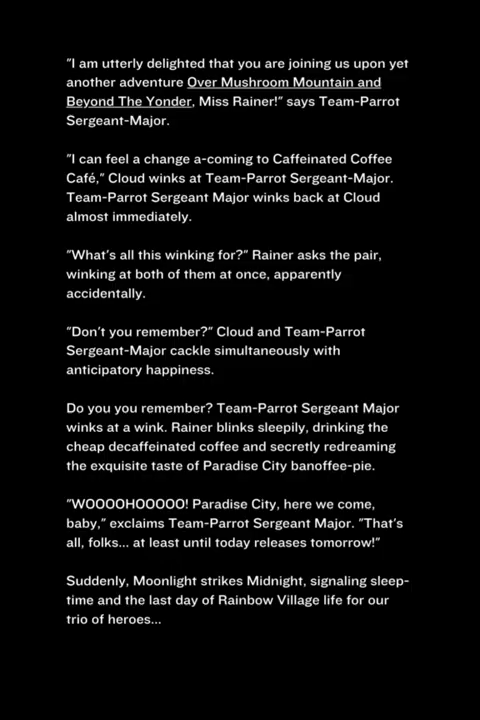 "I am utterly delighted that you are joining us upon yet
another adventure Over Mushroom Mountain and
Beyond The Yonder, Miss Rainer!" says Team-Parrot
Sergeant-Major.
"I can feel a change a-coming to Caffeinated Coffee
Café," Cloud winks at Team-Parrot Sergeant-Major.
Team-Parrot Sergeant Major winks back at Cloud
almost immediately.
"What's all this winking for?" Rainer asks the pair,
winking at both of them at once, apparently
accidentally.
"Don't you remember?" Cloud and Team-Parrot
Sergeant-Major cackle simultaneously with
anticipatory happiness.
Do you you remember? Team-Parrot Sergeant Major
winks at a wink. Rainer blinks sleepily, drinking the
cheap decaffeinated coffee and secretly redreaming
the exquisite taste of Paradise City banoffee-pie.
"WOOOOHOOOOO! Paradise City, here we come,
baby," exclaims Team-Parrot Sergeant Major. "That's
all, folks... at least until today releases tomorrow!"
Suddenly, Moonlight strikes Midnight, signaling sleep-
time and the last day of Rainbow Village life for our
trio of heroes...